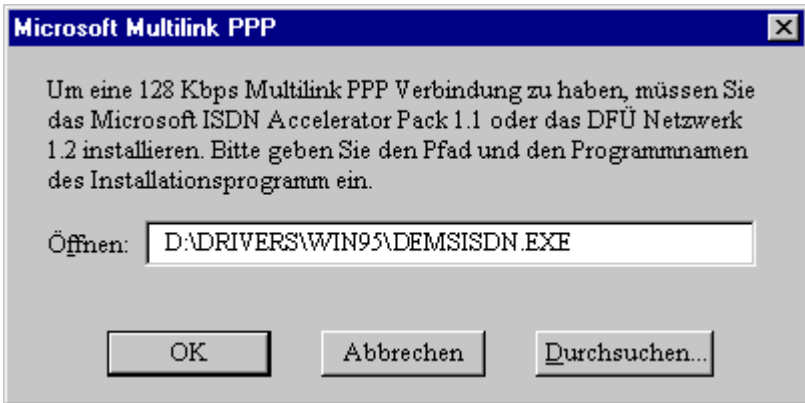 Microsoft Multilink PPP
Um eine 128 Kbps Multilink PPP Verbindung zu haben, müssen Sie
das Microsoft ISDN Accelerator Pack 1.1 oder das DFÜ Netzwerk
1.2 installieren. Bitte geben Sie den Pfad und den Programmnamen
des Installationsprogramm ein.
Öffnen: D:\DRIVERS\WIN95\DEMSISDN.EXE
OK Abbrechen Durchsuchen...